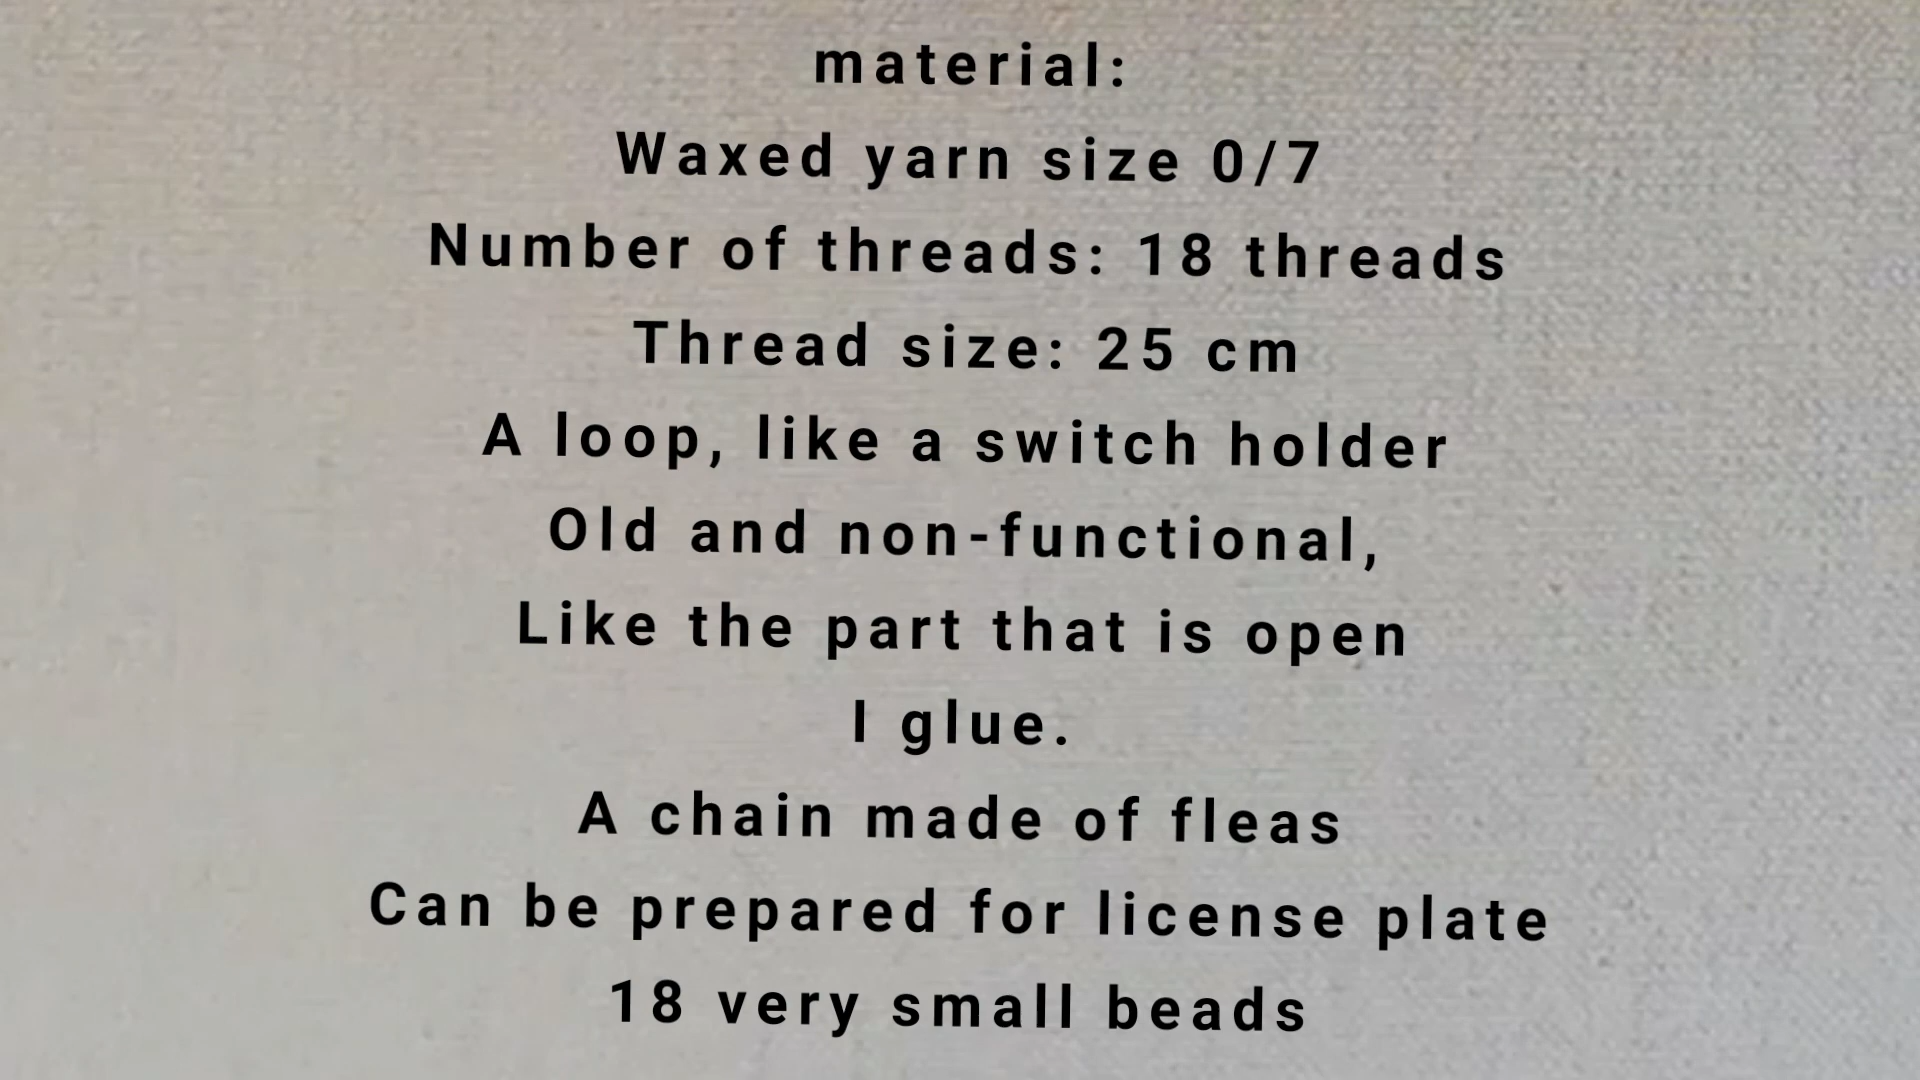 material:
Waxed yarn size 0/7
Number of threads: 18 threads
Thread size: 25 cm
A loop, like a switch holder
Old and non-functional,
Like the part that is open
I glue.
A chain made of fleas
Can be prepared for license plate
18 very small beads